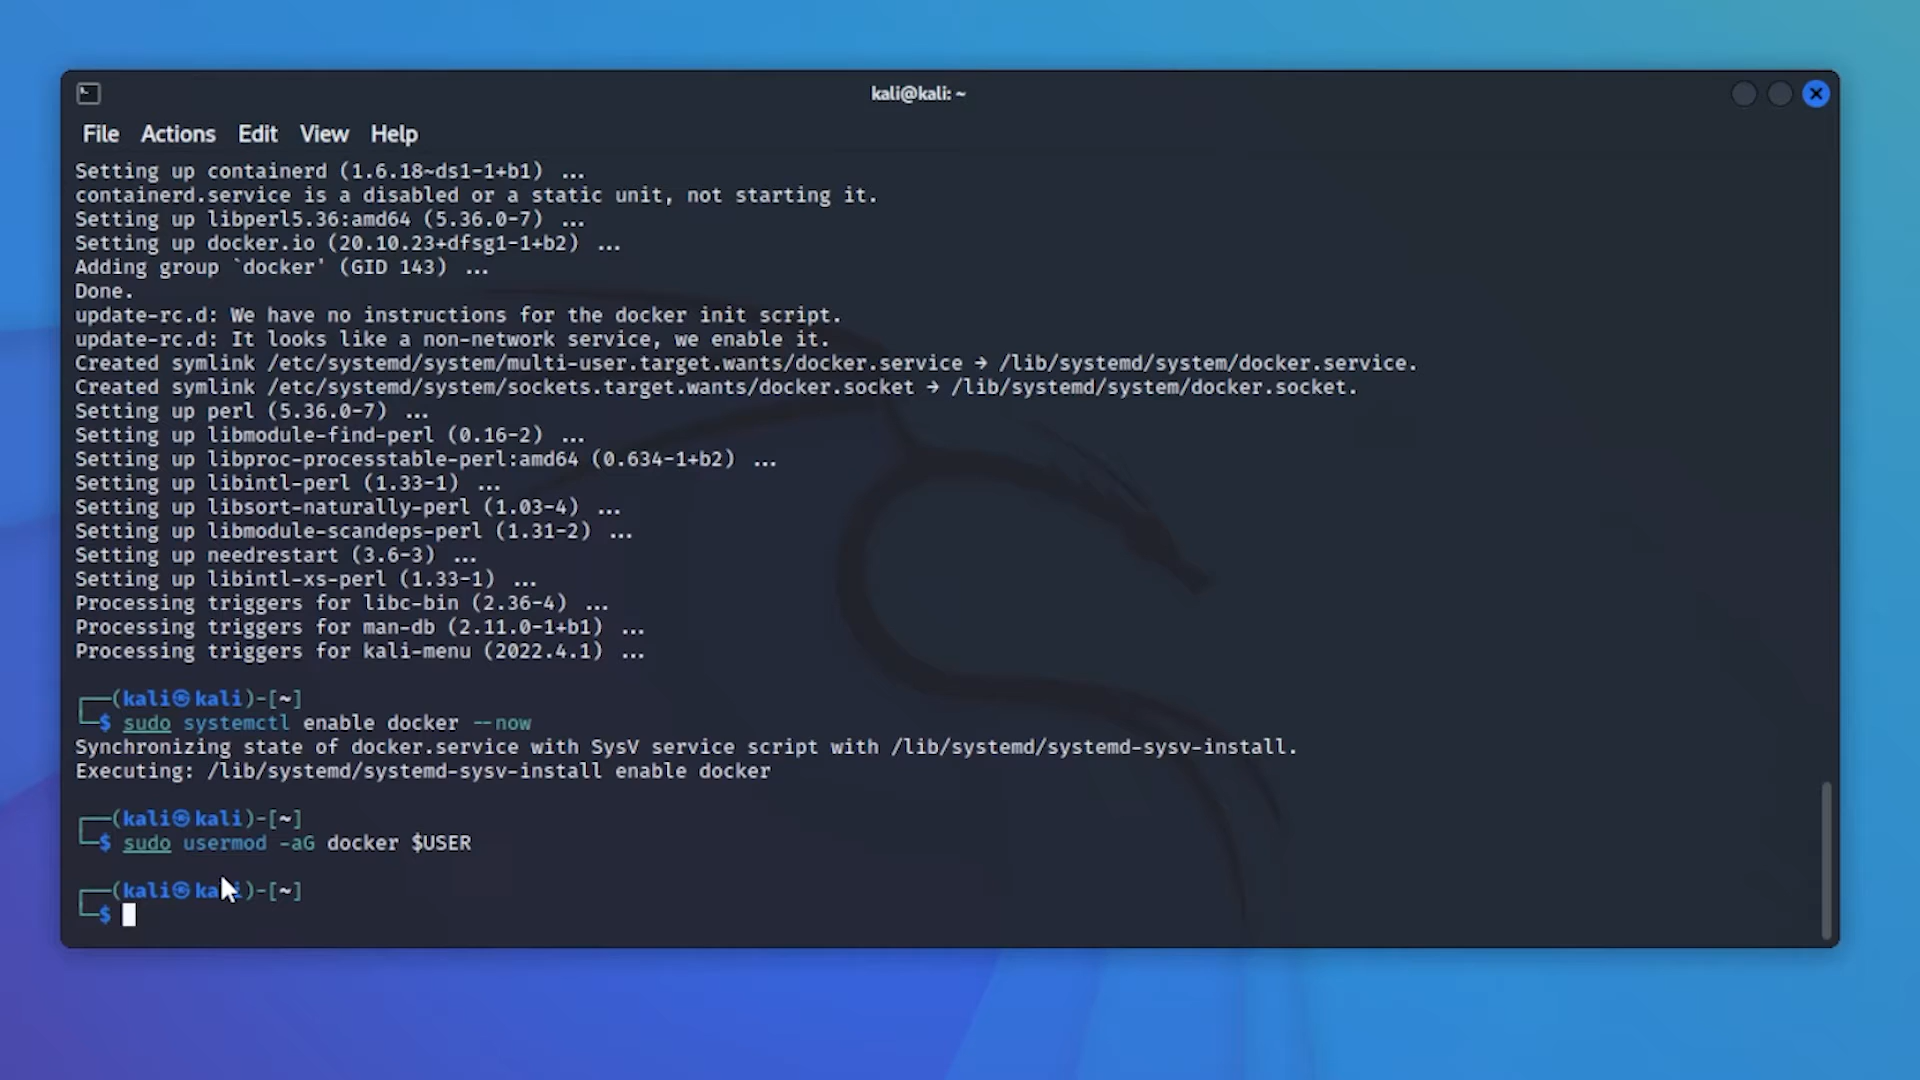 kali@kali: ~
File Actions Edit View Help
Setting up containerd (1.6.18~ds1-1+b1) ...
containerd.service is a disabled or a static unit, not starting it.
Setting up libperl5.36:amd64 (5.36.0-7) ...
Setting up docker.io (20.10.23+dfsg1-1+b2) ...
Adding group `docker' (GID 143) ...
Done.
update-rc.d: We have no instructions for the docker init script.
update-rc.d: It looks like a non-network service, we enable it.
Created symlink /etc/systemd/system/multi-user.target.wants/docker.service → /lib/systemd/system/docker.service.
Created symlink /etc/systemd/system/sockets.target.wants/docker.socket → /lib/systemd/system/docker.socket.
Setting up perl (5.36.0-7) ...
Setting up libmodule-find-perl (0.16-2) ...
Setting up libproc-processtable-perl:amd64 (0.634-1+b2) ...
Setting up libintl-perl (1.33-1) ...
Setting up libsort-naturally-perl (1.03-4) ...
Setting up libmodule-scandeps-perl (1.31-2) ...
Setting up needrestart (3.6-3) ...
Setting up libintl-xs-perl (1.33-1) ...
Processing triggers for libc-bin (2.36-4) ...
Processing triggers for man-db (2.11.0-1+b1) ...
Processing triggers for kali-menu (2022.4.1) ...
┌──(kali㉿kali)-[~]
└─$ sudo systemctl enable docker --now
Synchronizing state of docker.service with SysV service script with /lib/systemd/systemd-sysv-install.
Executing: /lib/systemd/systemd-sysv-install enable docker
┌──(kali㉿kali)-[~]
└─$ sudo usermod -aG docker $USER
┌──(kali㉿kali)-[~]
└─$